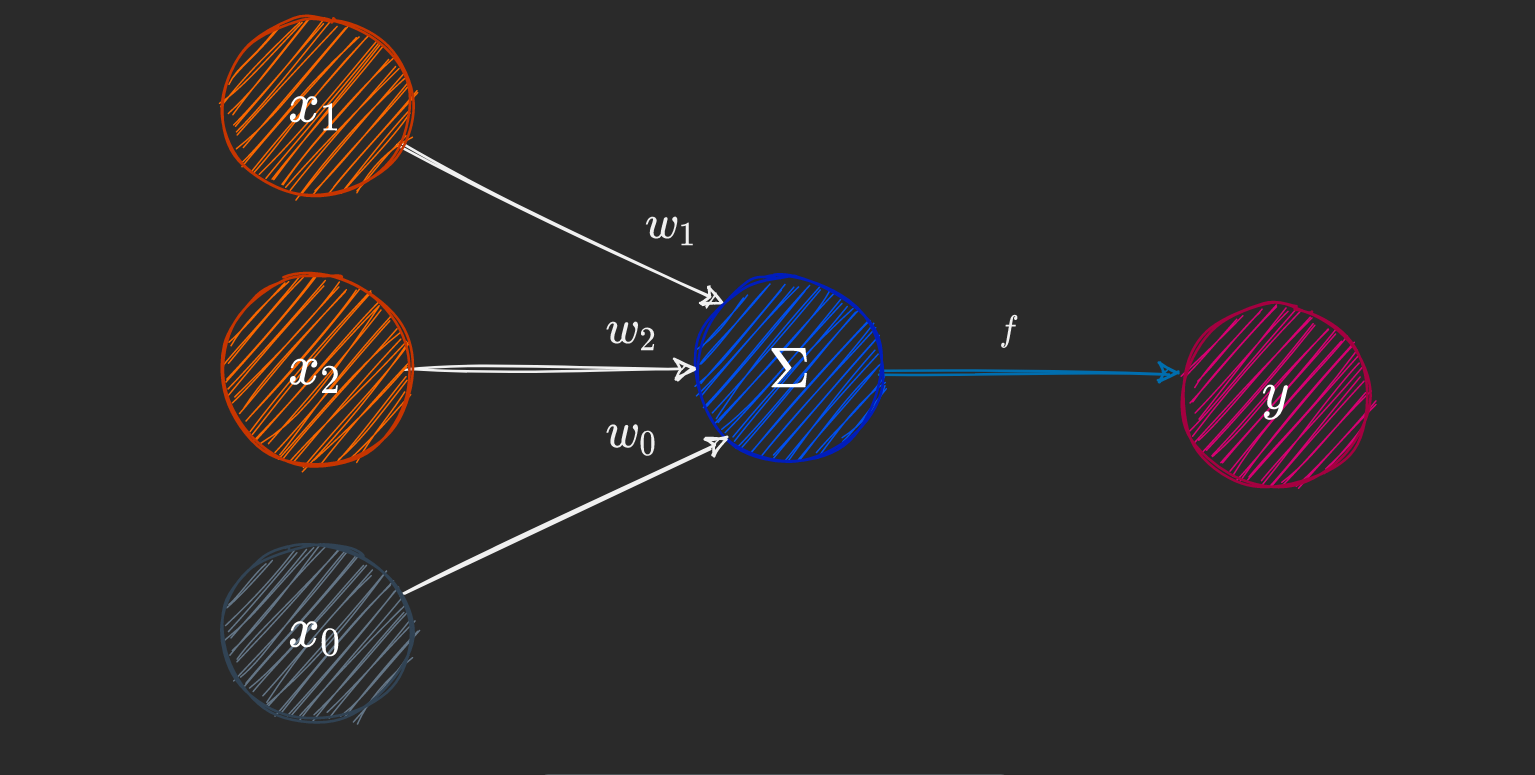 x₁
w₁
w₂
f
x₂
Σ
y
w₀
x₀